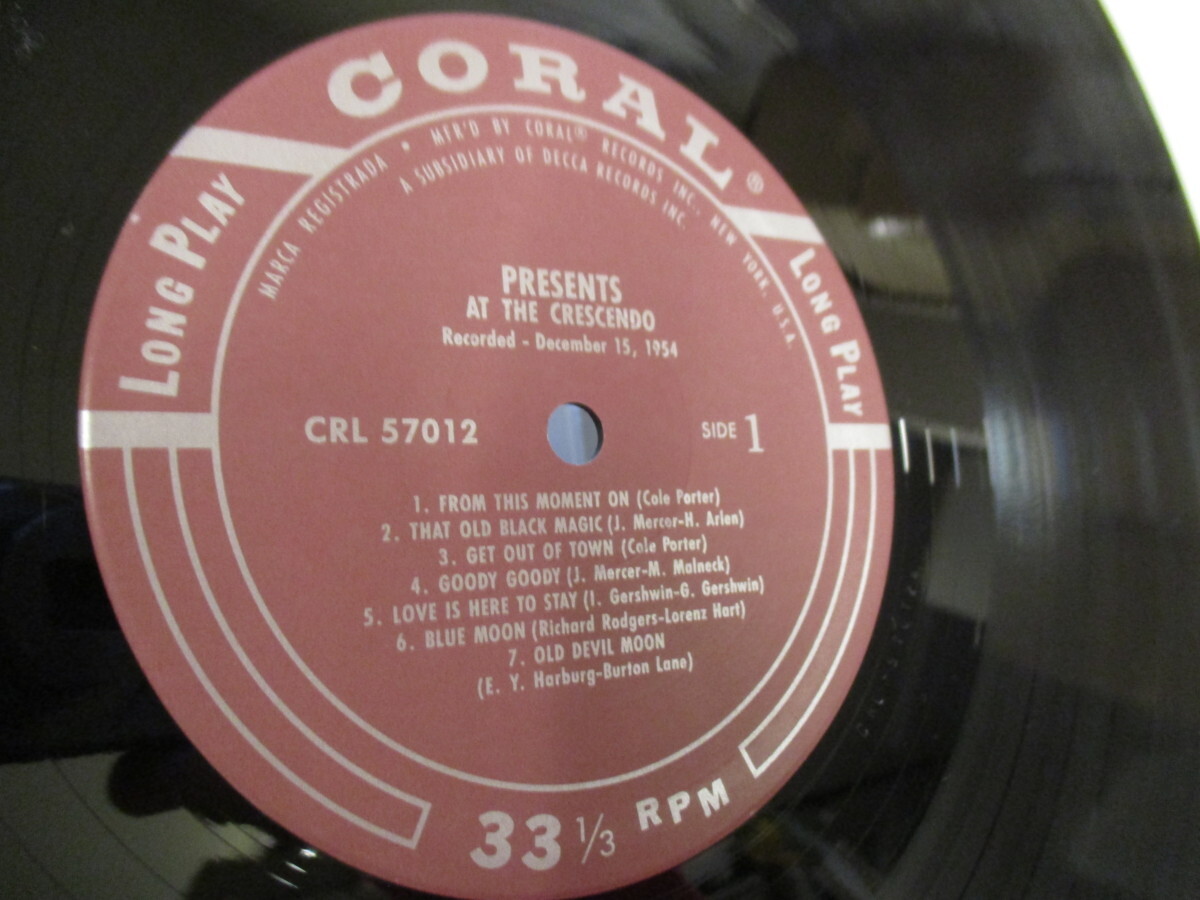 CORAL®
LONG PLAY
LONG PLAY
MARCA REGISTRADA • MFR'D BY CORAL® RECORDS INC., NEW YORK, U.S.A.
A SUBSIDIARY OF DECCA RECORDS INC.
PRESENTS
AT THE CRESCENDO
Recorded - December 15, 1954
CRL 57012
SIDE 1
1. FROM THIS MOMENT ON (Cole Porter)
2. THAT OLD BLACK MAGIC (J. Mercer-H. Arlen)
3. GET OUT OF TOWN (Cole Porter)
4. GOODY GOODY (J. Mercer-M. Malneck)
5. LOVE IS HERE TO STAY (I. Gershwin-G. Gershwin)
6. BLUE MOON (Richard Rodgers-Lorenz Hart)
7. OLD DEVIL MOON
(E. Y. Harburg-Burton Lane)
33 1/3 RPM